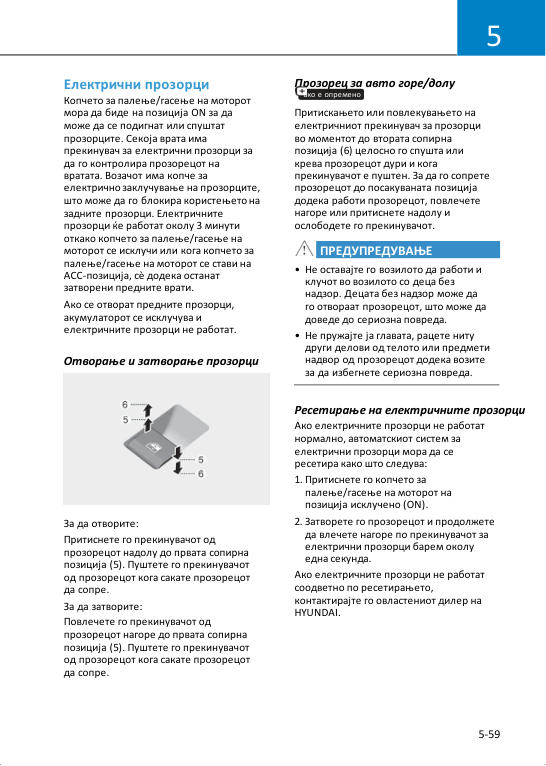 5
Електрични прозорци
Копчето за палење/гасење на моторот
мора да биде на позиција ON за да
може да се подигнат или спуштат
прозорците. Секоја врата има
прекинувач за електрични прозорци за
да го контролира прозорецот на
вратата. Возачот има копче за
електрично заклучување на прозорците,
што може да го блокира користењето на
задните прозорци. Електричните
прозорци ќе работат околу 3 минути
откако копчето за палење/гасење на
моторот се исклучи или кога копчето за
палење/гасење на моторот се стави на
ACC-позиција, сè додека останат
затворени предните врати.
Ако се отворат предните прозорци,
акумулаторот се исклучува и
електричните прозорци не работат.
Отворање и затворање прозорци
6
5
5
6
За да отворите:
Притиснете го прекинувачот од
прозорецот надолу до првата сопирна
позиција (5). Пуштете го прекинувачот
од прозорецот кога сакате прозорецот
да сопре.
За да затворите:
Повлечете го прекинувачот од
прозорецот нагоре до првата сопирна
позиција (5). Пуштете го прекинувачот
од прозорецот кога сакате прозорецот
да сопре.
Прозорец за авто горе/долу
ако е опремено
Притискањето или повлекувањето на
електричниот прекинувач за прозорци
во моментот до втората сопирна
позиција (6) целосно го спушта или
крева прозорецот дури и кога
прекинувачот е пуштен. За да го сопрете
прозорецот до посакуваната позиција
додека работи прозорецот, повлечете
нагоре или притиснете надолу и
ослободете го прекинувачот.
ПРЕДУПРЕДУВАЊЕ
• Не оставајте го возилото да работи и
клучот во возилото со деца без
надзор. Децата без надзор може да
го отвораат прозорецот, што може да
доведе до сериозна повреда.
• Не пружајте ја главата, рацете ниту
други делови од телото или предмети
надвор од прозорецот додека возите
за да избегнете сериозна повреда.
Ресетирање на електричните прозорци
Ако електричните прозорци не работат
нормално, автоматскиот систем за
електрични прозорци мора да се
ресетира како што следува:
1. Притиснете го копчето за
палење/гасење на моторот на
позиција исклучено (ON).
2. Затворете го прозорецот и продолжете
да влечете нагоре по прекинувачот за
електрични прозорци барем околу
една секунда.
Ако електричните прозорци не работат
соодветно по ресетирањето,
контактирајте го овластениот дилер на
HYUNDAI.
5-59